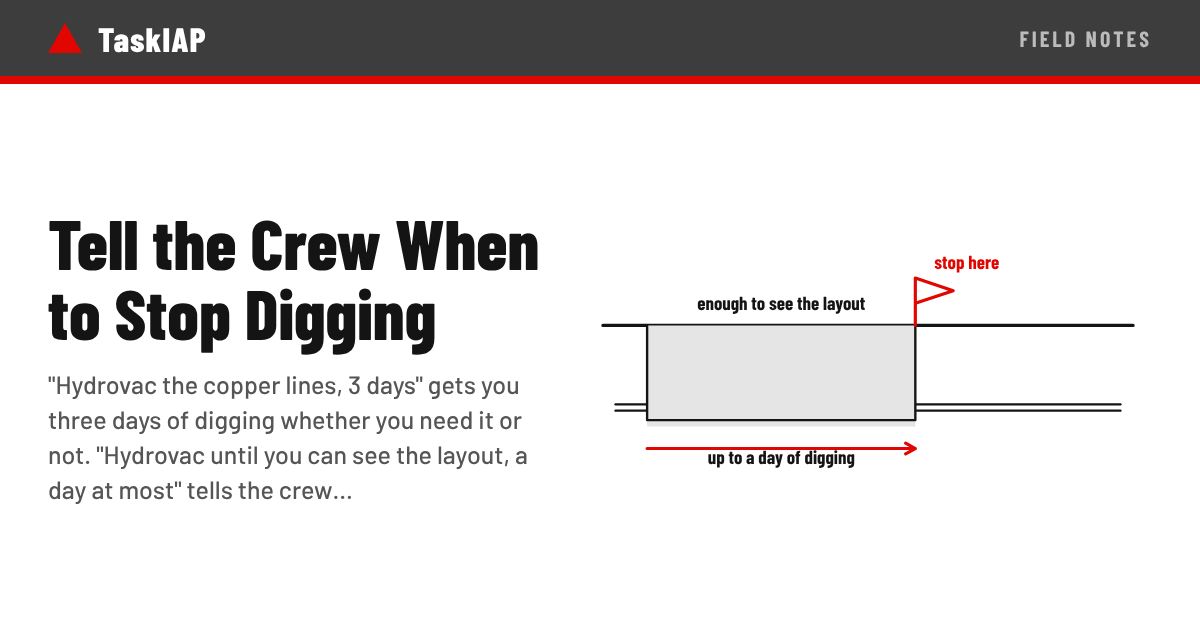 TaskIAP
FIELD NOTES
Tell the Crew When
to Stop Digging
"Hydrovac the copper lines, 3 days" gets you
three days of digging whether you need it or
not. "Hydrovac until you can see the layout, a
day at most" tells the crew...
stop here
enough to see the layout
up to a day of digging